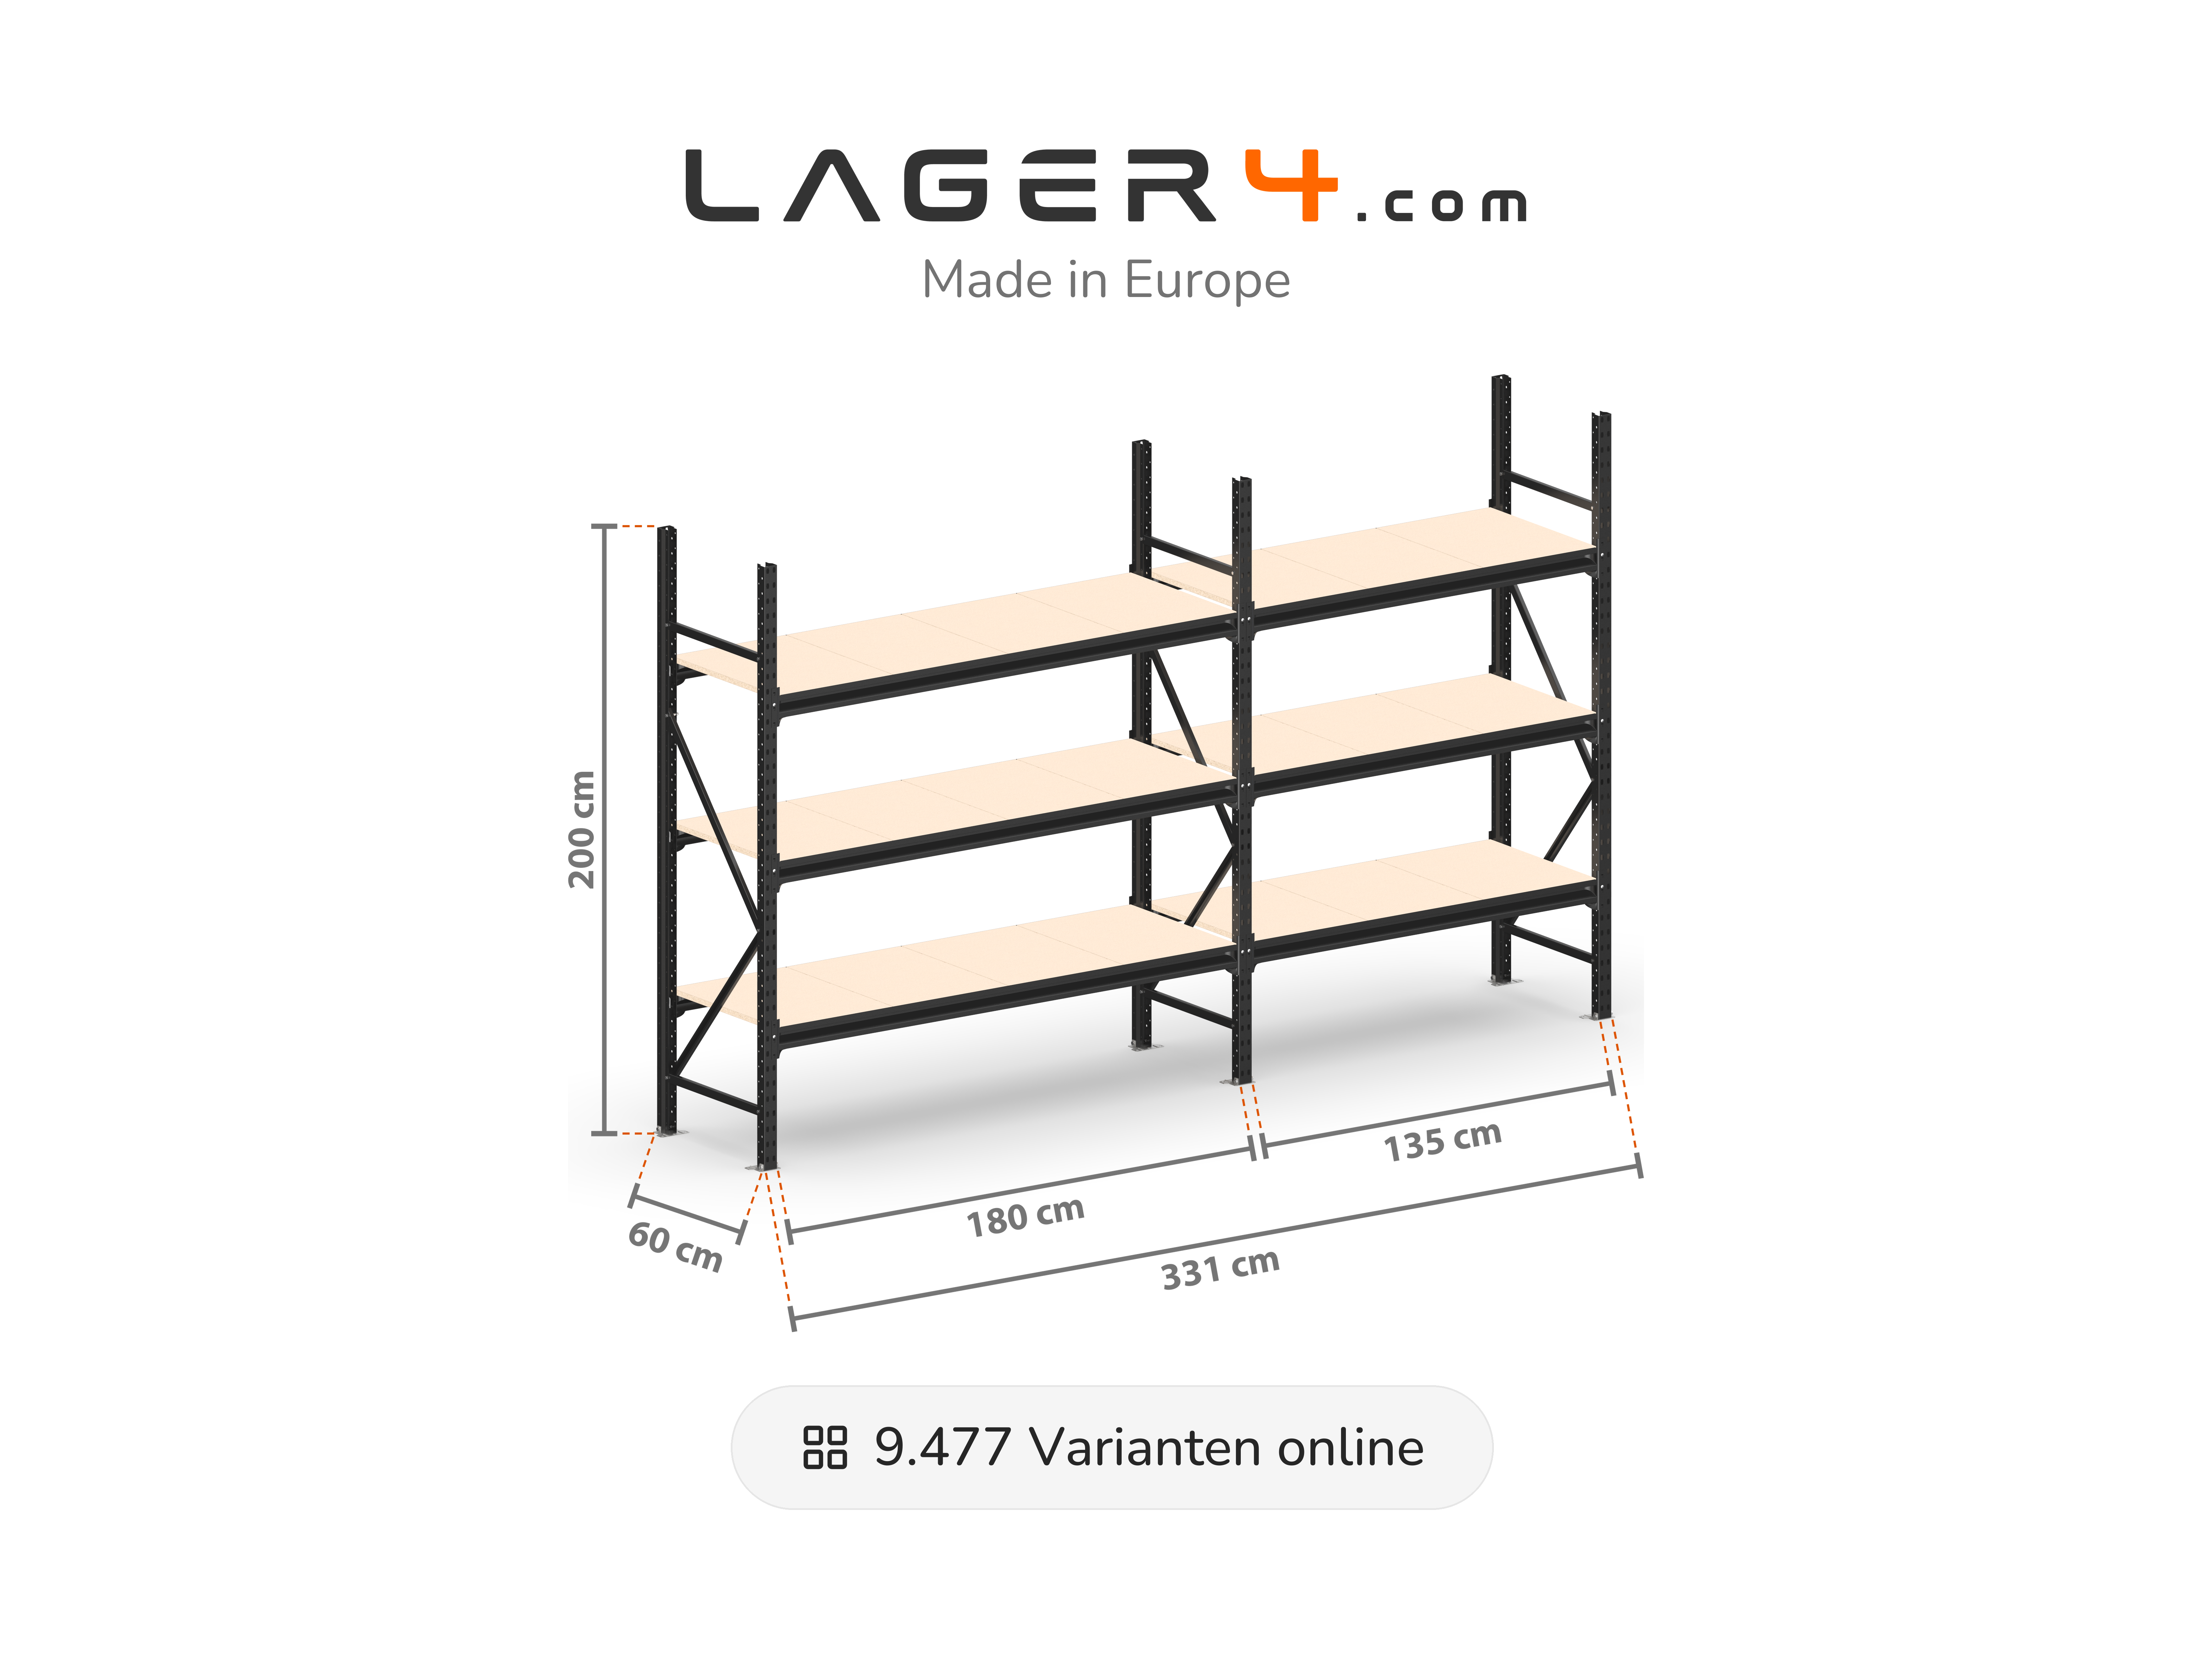 LAGER4.com
Made in Europe
200 cm
60 cm
180 cm
135 cm
331 cm
9.477 Varianten online